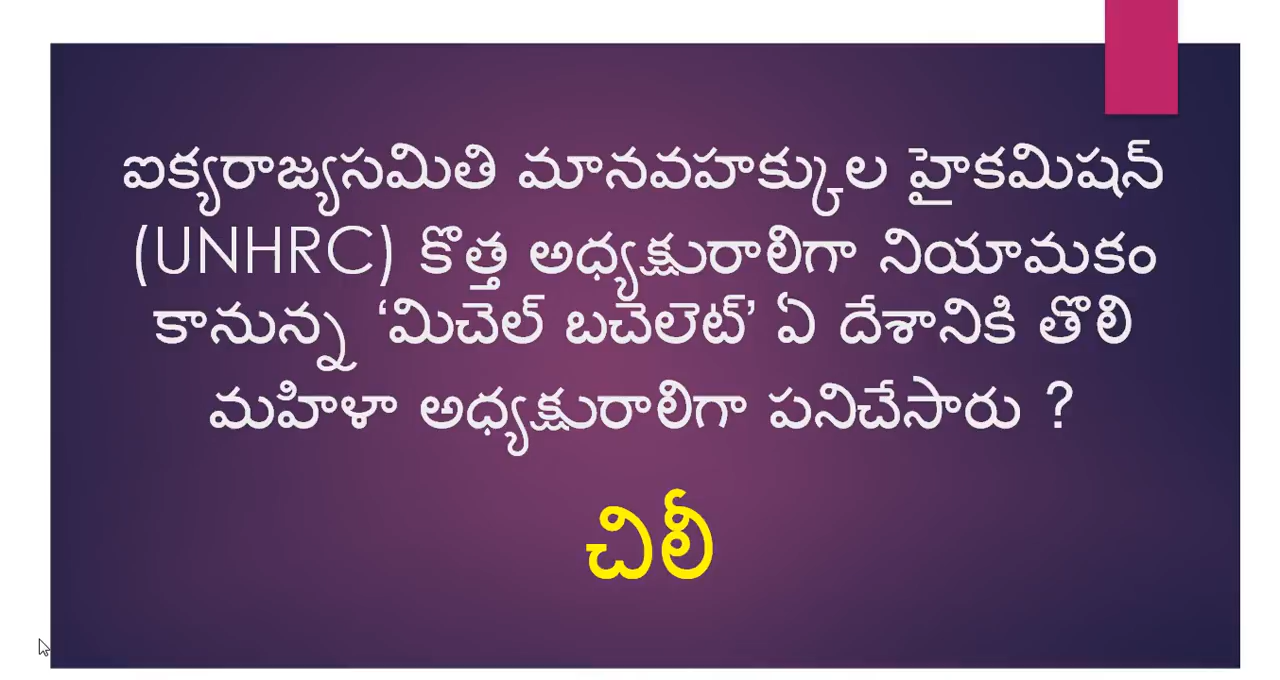 ఐక్యరాజ్యసమితి మానవహక్కుల హైకమిషన్
(UNHRC) కొత్త అధ్యక్షురాలిగా నియామకం
కానున్న ‘మిచెల్ బచెలెట్’ ఏ దేశానికి తొలి
మహిళా అధ్యక్షురాలిగా పనిచేసారు ?
చిలీ